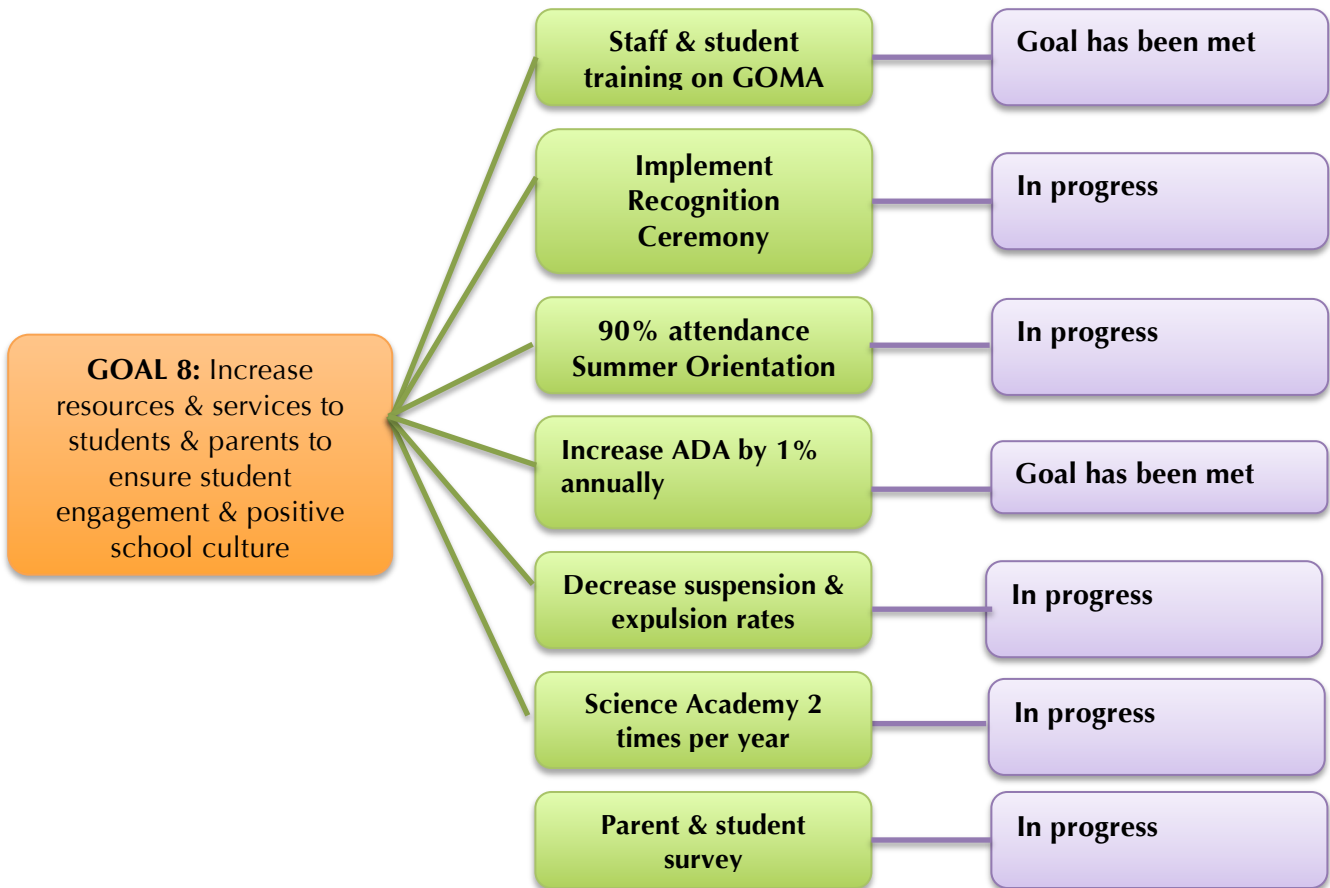 GOAL 8: Increase
resources & services to
students & parents to
ensure student
engagement & positive
school culture
Staff & student
training on GOMA
Goal has been met
Implement
Recognition
Ceremony
In progress
90% attendance
Summer Orientation
In progress
Increase ADA by 1%
annually
Goal has been met
Decrease suspension &
expulsion rates
In progress
Science Academy 2
times per year
In progress
Parent & student
survey
In progress